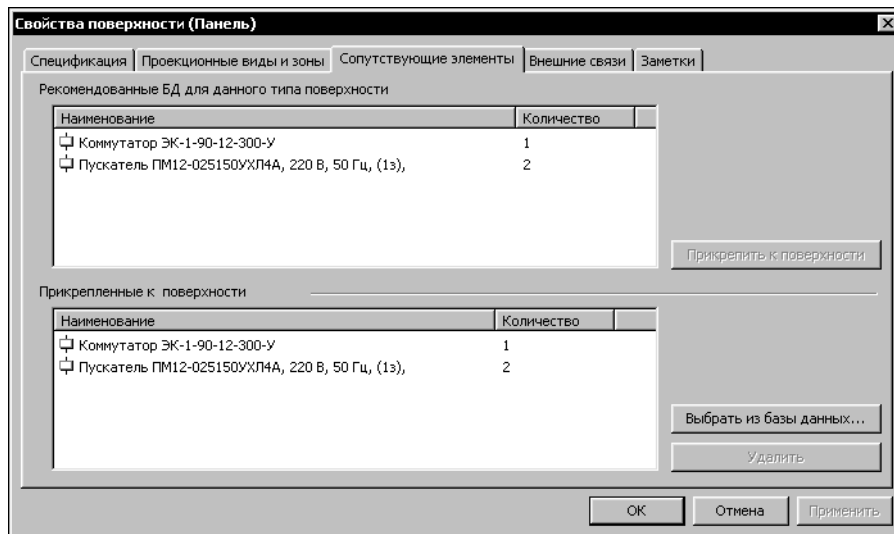 Свойства поверхности (Панель)
Спецификация Проекционные виды и зоны Сопутствующие элементы Внешние связи Заметки
Рекомендованные БД для данного типа поверхности
Наименование Количество
Коммутатор ЭК-1-90-12-300-У 1
Пускатель ПМ12-025150УХЛ4А, 220 В, 50 Гц, (1з), 2
Прикрепить к поверхности
Прикрепленные к поверхности
Наименование Количество
Коммутатор ЭК-1-90-12-300-У 1
Пускатель ПМ12-025150УХЛ4А, 220 В, 50 Гц, (1з), 2
Выбрать из базы данных...
Удалить
OK Отмена Применить